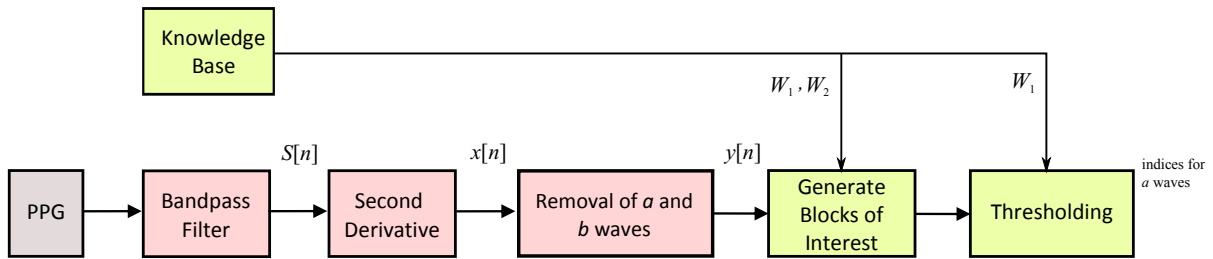 Knowledge
Base
W₁ , W₂
W₁
S[n]
x[n]
y[n]
indices for
a waves
PPG
Bandpass
Filter
Second
Derivative
Removal of a and
b waves
Generate
Blocks of
Interest
Thresholding